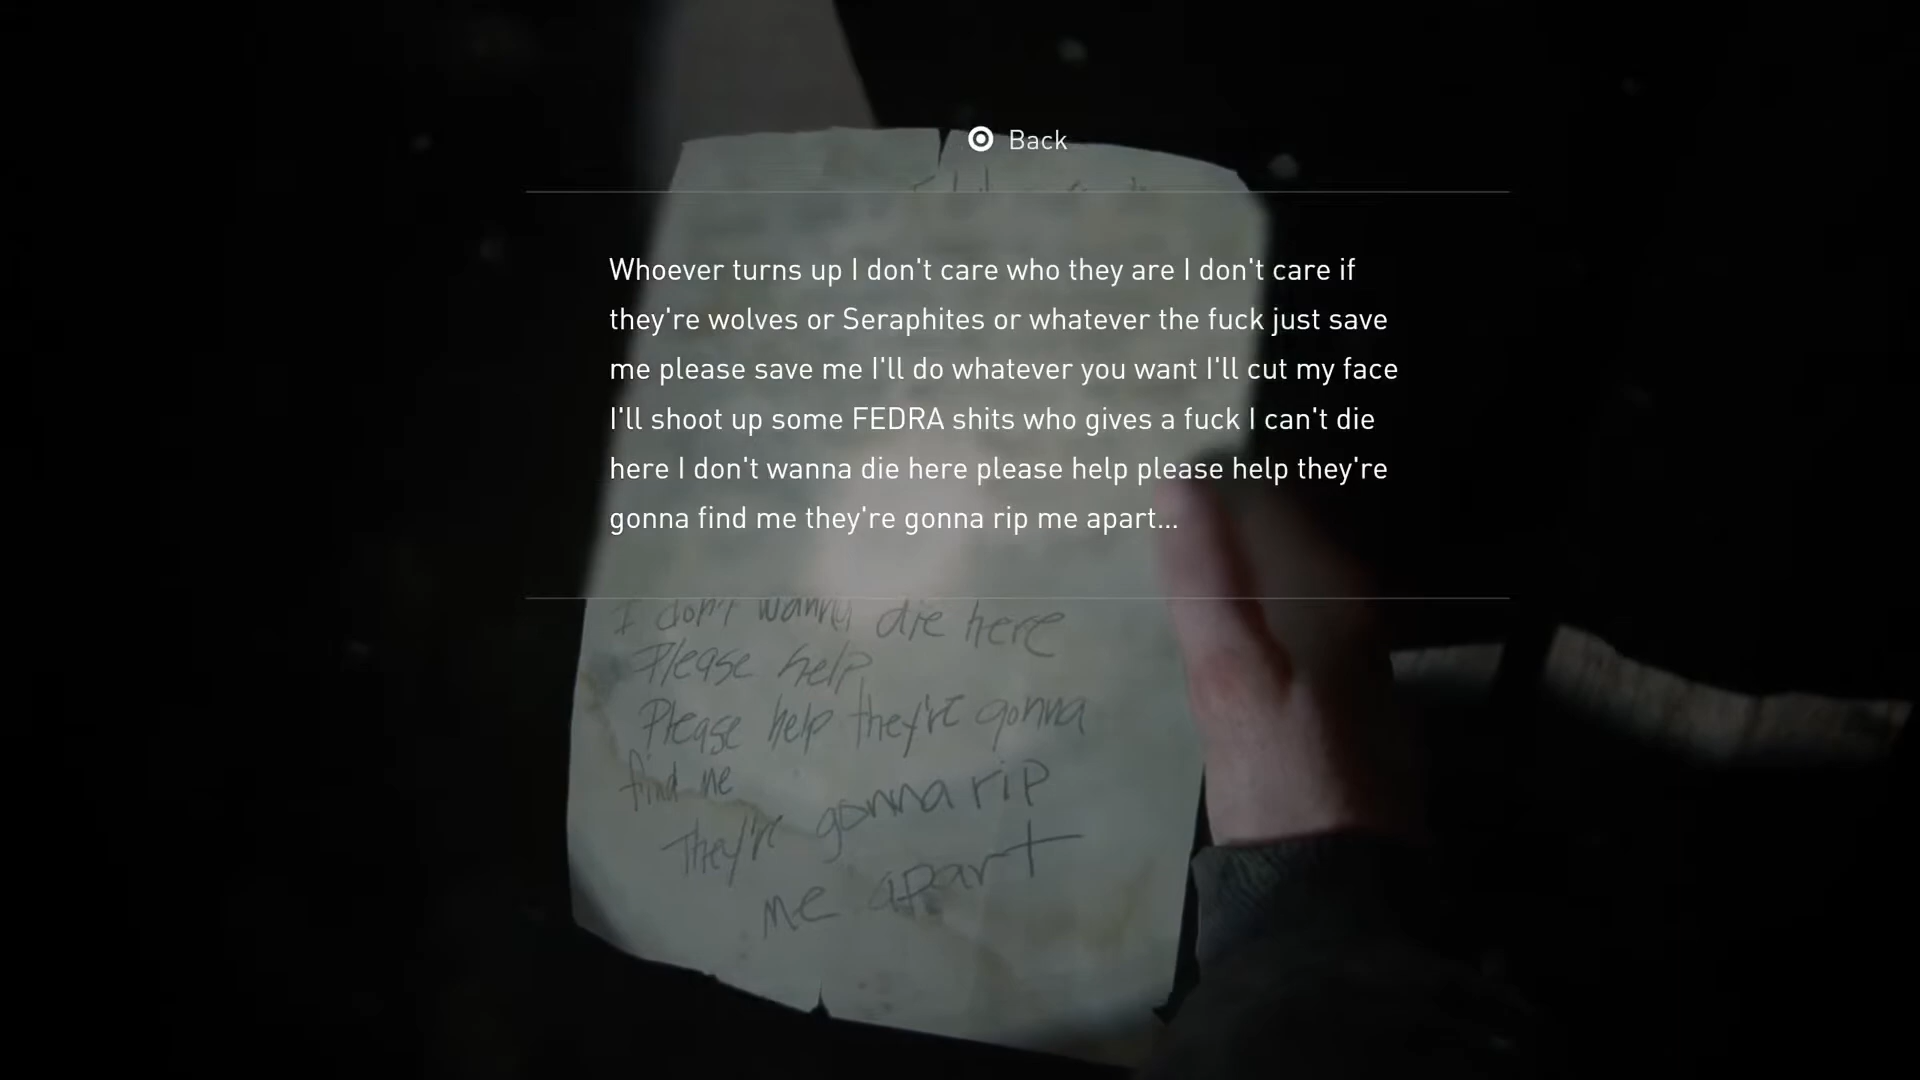 Back
Whoever turns up I don't care who they are I don't care if
they're wolves or Seraphites or whatever the fuck just save
me please save me I'll do whatever you want I'll cut my face
I'll shoot up some FEDRA shits who gives a fuck I can't die
here I don't wanna die here please help please help they're
gonna find me they're gonna rip me apart...
I don't wanna die here
Please help
Please help they're gonna
find me
They're gonna rip
me apart